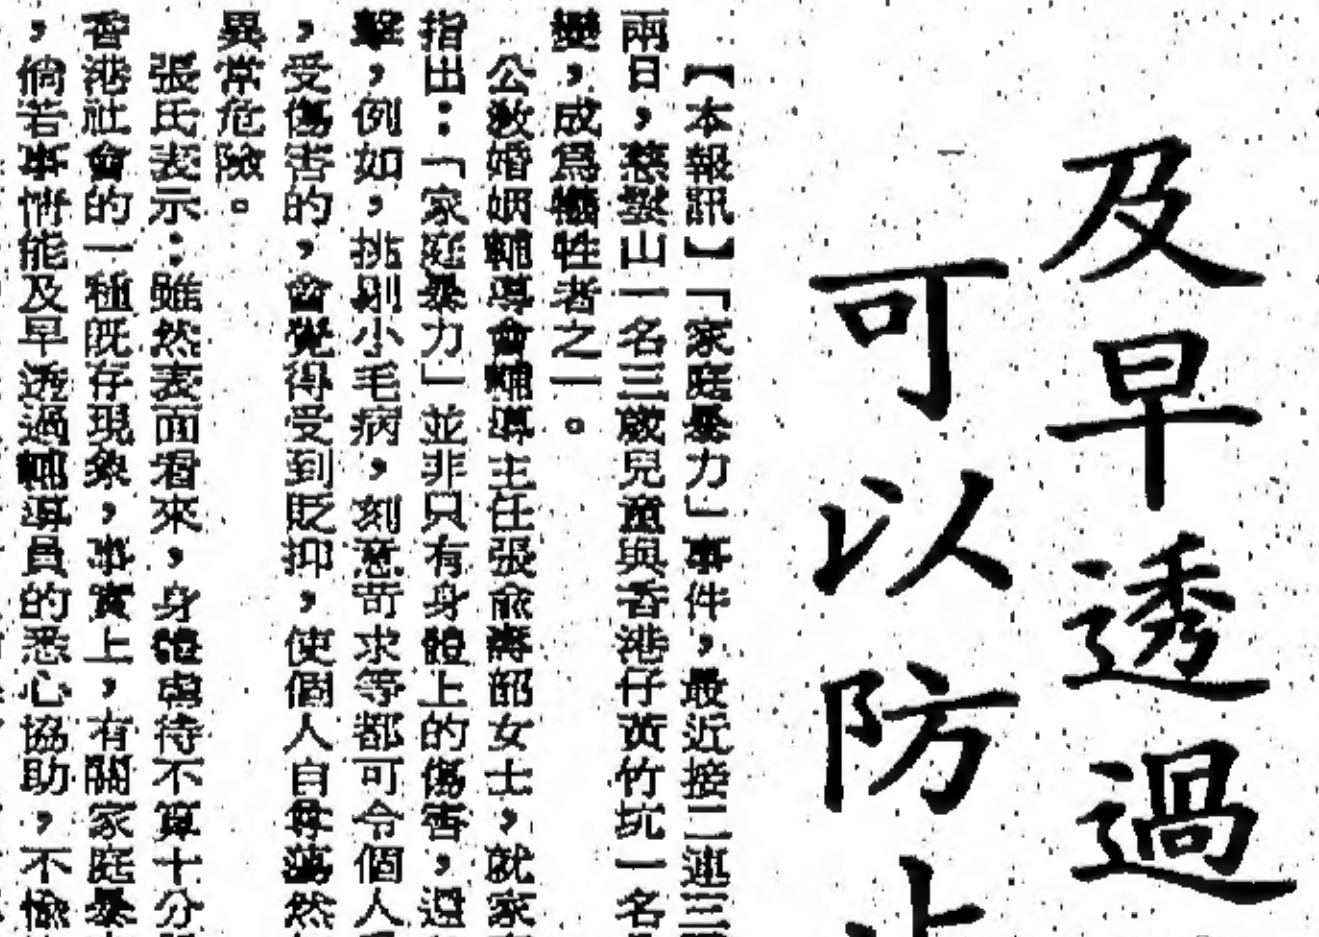 及早透過
可以防
【本報訊】「家庭暴力」事件，最近接二連三
兩日，慈雲山一名三歲兒童與香港仔黃竹坑一名
變，成為犧牲者之一。
公教婚姻輔導會輔導主任張俞壽韶女士，就家
指出：「家庭暴力」並非只有身體上的傷害，還
擊，例如，挑剔小毛病，刻意苛求等都可令個人
，受傷害的，會覺得受到貶抑，使個人自尊蕩然
異常危險。
張氏表示：雖然表面看來，身體虐待不算十分
香港社會的一種既存現象，事實上，有關家庭暴
，倘若事情能及早透過輔導員的悉心協助，不愉